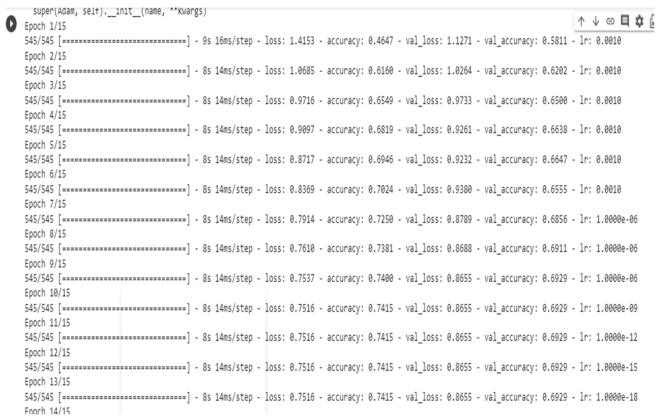 super(Adam, self).__init__(name, **kwargs)
Epoch 1/15
545/545 [==============================] - 9s 16ms/step - loss: 1.4153 - accuracy: 0.4647 - val_loss: 1.1271 - val_accuracy: 0.5811 - lr: 0.0010
Epoch 2/15
545/545 [==============================] - 8s 14ms/step - loss: 1.0685 - accuracy: 0.6160 - val_loss: 1.0264 - val_accuracy: 0.6202 - lr: 0.0010
Epoch 3/15
545/545 [==============================] - 8s 14ms/step - loss: 0.9716 - accuracy: 0.6549 - val_loss: 0.9733 - val_accuracy: 0.6500 - lr: 0.0010
Epoch 4/15
545/545 [==============================] - 8s 14ms/step - loss: 0.9097 - accuracy: 0.6819 - val_loss: 0.9261 - val_accuracy: 0.6638 - lr: 0.0010
Epoch 5/15
545/545 [==============================] - 8s 14ms/step - loss: 0.8717 - accuracy: 0.6946 - val_loss: 0.9232 - val_accuracy: 0.6647 - lr: 0.0010
Epoch 6/15
545/545 [==============================] - 8s 14ms/step - loss: 0.8369 - accuracy: 0.7024 - val_loss: 0.9380 - val_accuracy: 0.6555 - lr: 0.0010
Epoch 7/15
545/545 [==============================] - 8s 14ms/step - loss: 0.7914 - accuracy: 0.7250 - val_loss: 0.8789 - val_accuracy: 0.6856 - lr: 1.0000e-06
Epoch 8/15
545/545 [==============================] - 8s 14ms/step - loss: 0.7610 - accuracy: 0.7381 - val_loss: 0.8688 - val_accuracy: 0.6911 - lr: 1.0000e-06
Epoch 9/15
545/545 [==============================] - 8s 14ms/step - loss: 0.7537 - accuracy: 0.7400 - val_loss: 0.8655 - val_accuracy: 0.6929 - lr: 1.0000e-06
Epoch 10/15
545/545 [==============================] - 8s 14ms/step - loss: 0.7516 - accuracy: 0.7415 - val_loss: 0.8655 - val_accuracy: 0.6929 - lr: 1.0000e-09
Epoch 11/15
545/545 [==============================] - 8s 14ms/step - loss: 0.7516 - accuracy: 0.7415 - val_loss: 0.8655 - val_accuracy: 0.6929 - lr: 1.0000e-12
Epoch 12/15
545/545 [==============================] - 8s 14ms/step - loss: 0.7516 - accuracy: 0.7415 - val_loss: 0.8655 - val_accuracy: 0.6929 - lr: 1.0000e-15
Epoch 13/15
545/545 [==============================] - 8s 14ms/step - loss: 0.7516 - accuracy: 0.7415 - val_loss: 0.8655 - val_accuracy: 0.6929 - lr: 1.0000e-18
Epoch 14/15